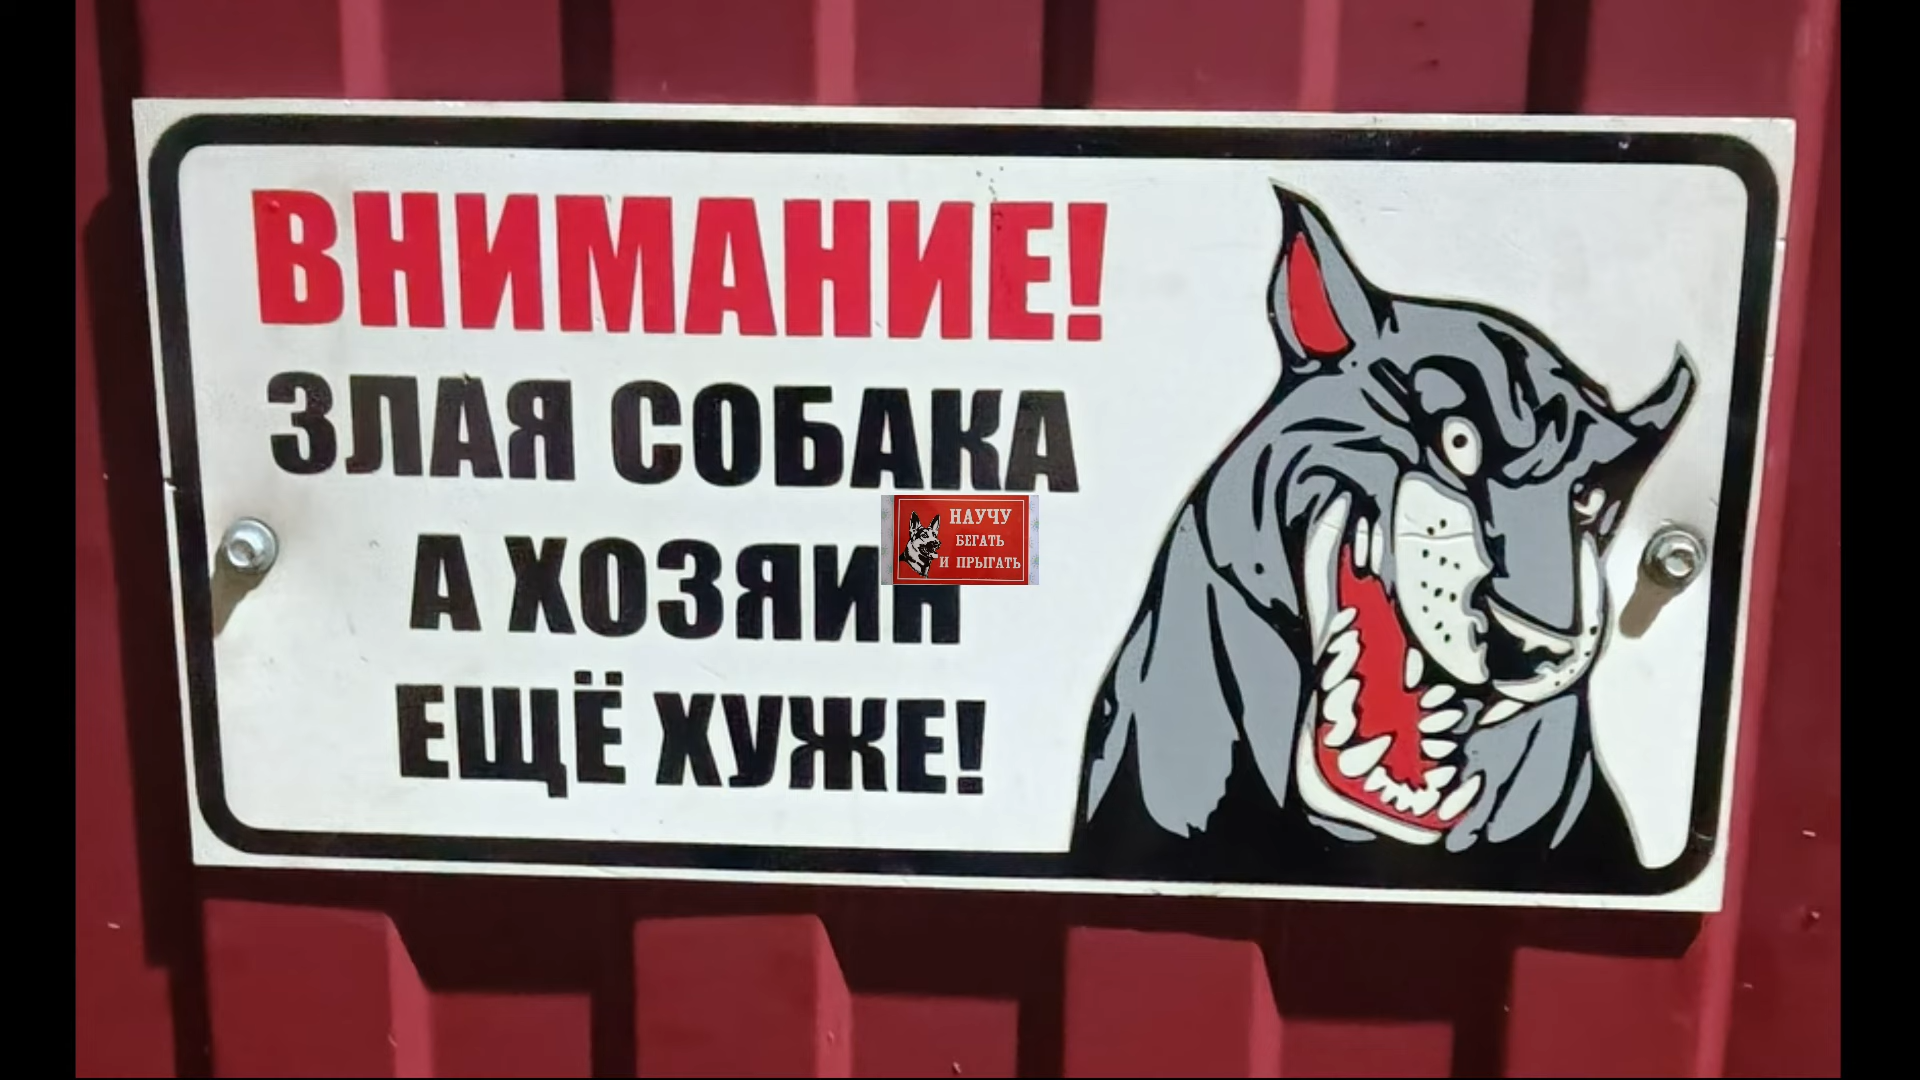 ВНИМАНИЕ!
ЗЛАЯ СОБАКА
А ХОЗЯИН
ЕЩЁ ХУЖЕ!
НАУЧУ
БЕГАТЬ
И ПРЫГАТЬ